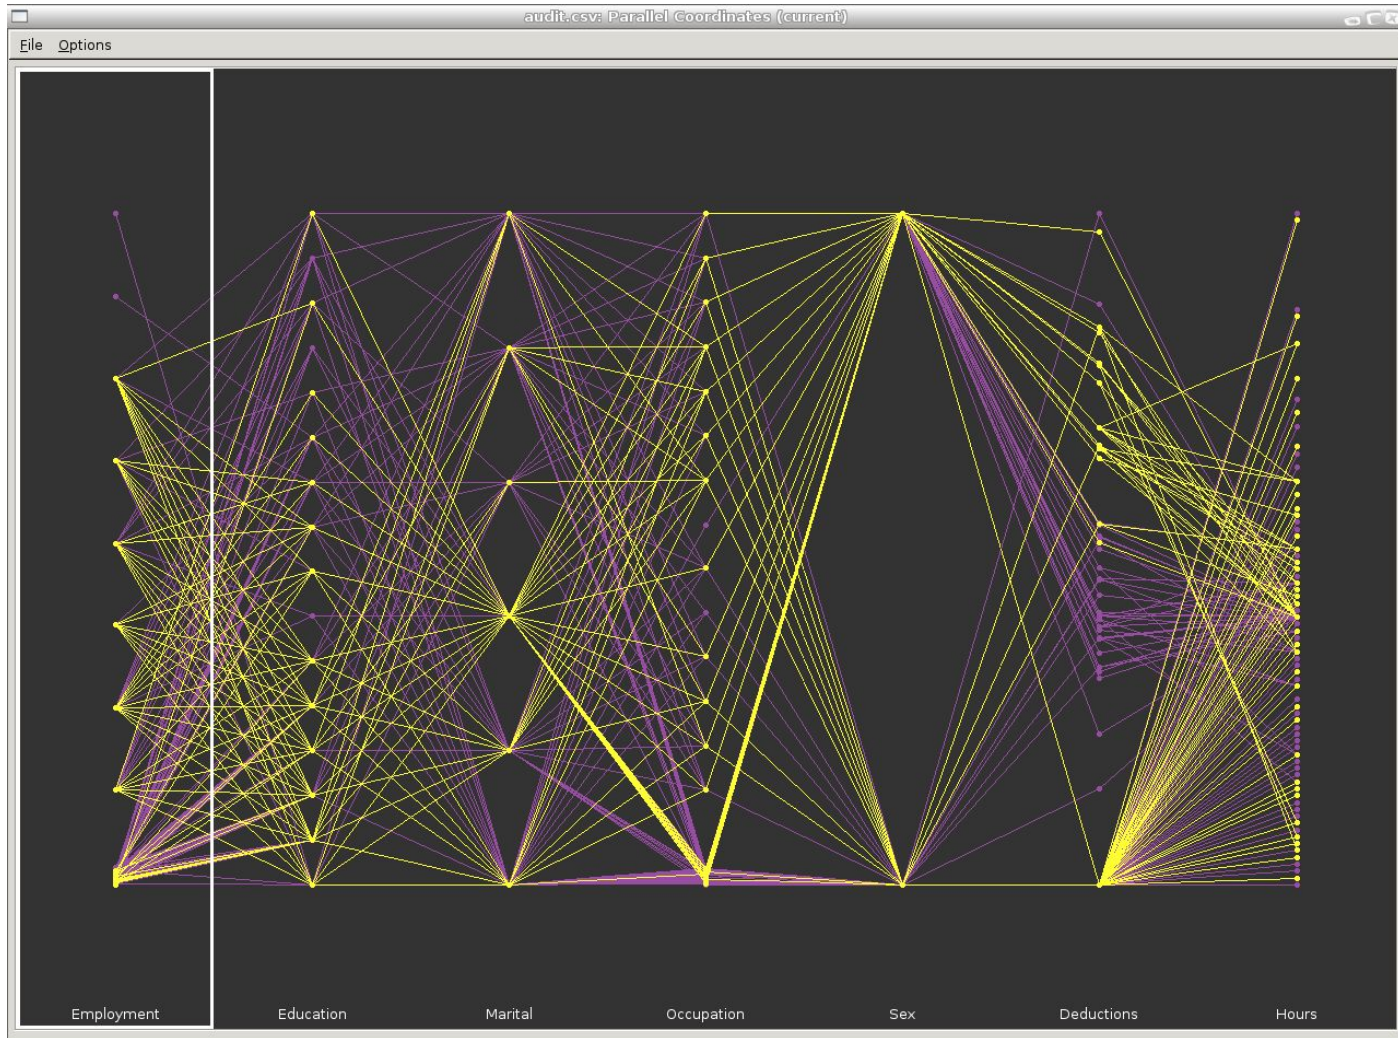 audit.csv: Parallel Coordinates (current)
File Options
Employment Education Marital Occupation Sex Deductions Hours